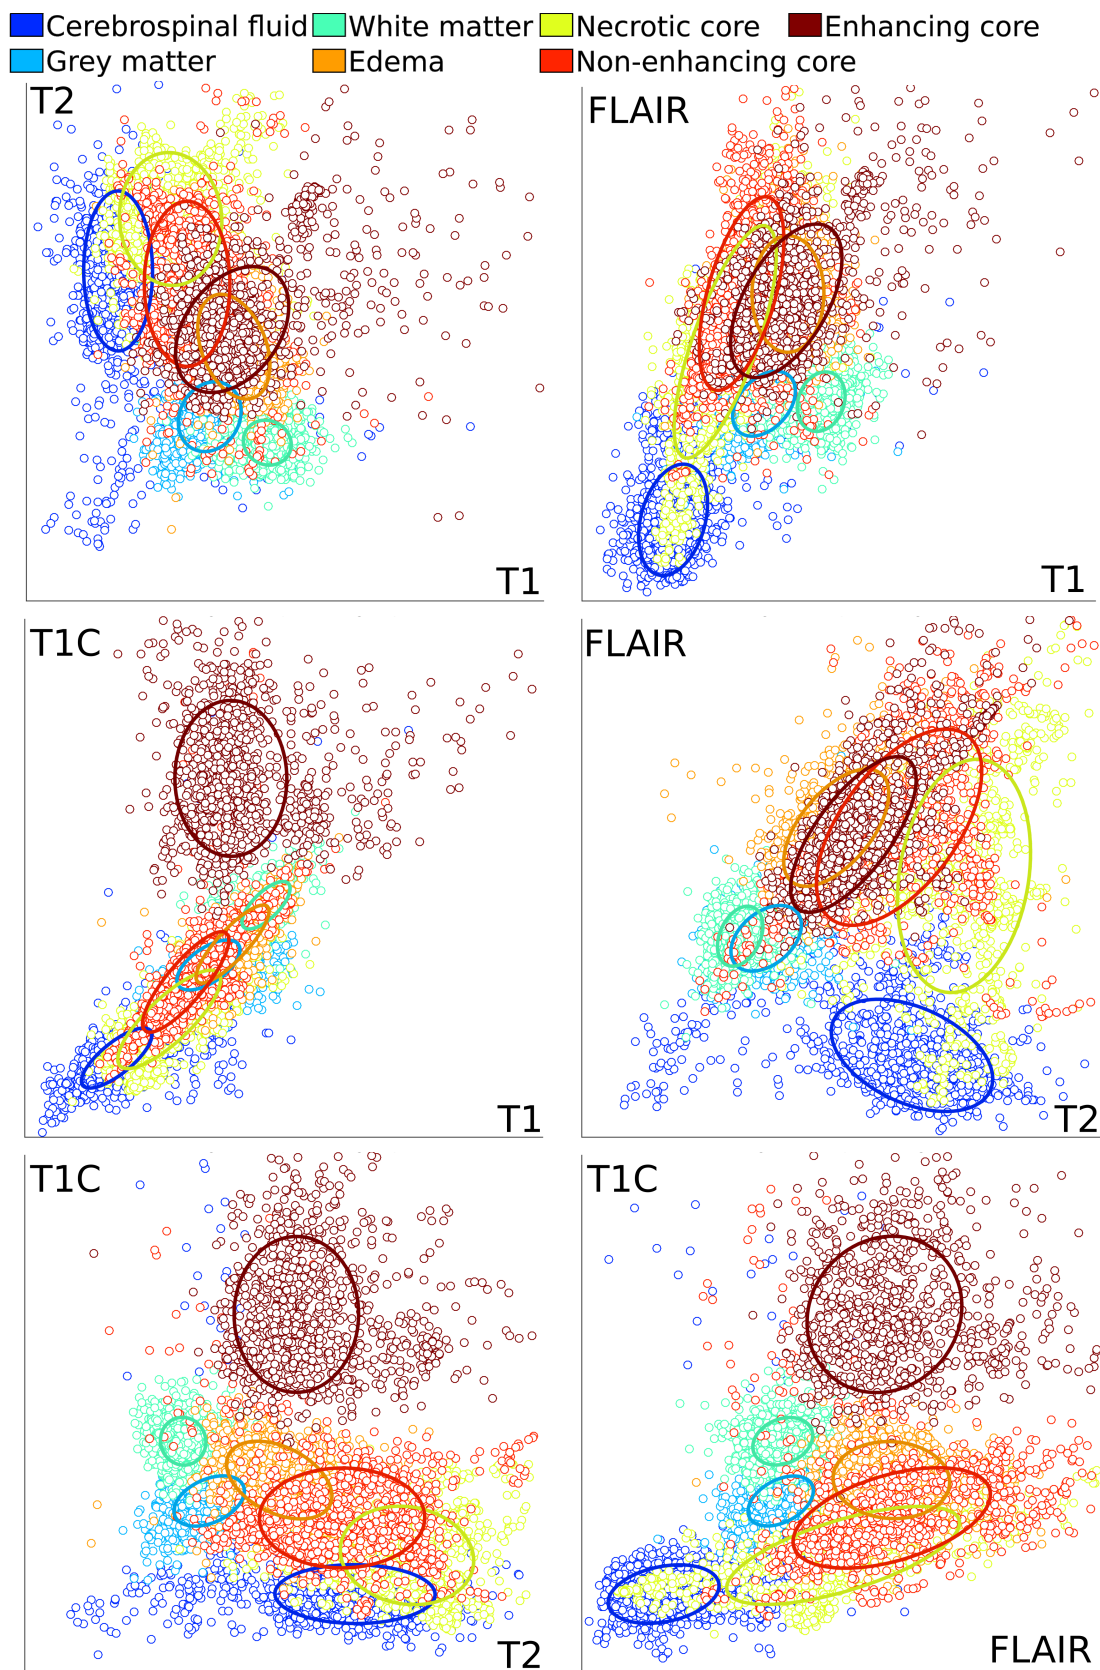 Cerebrospinal fluid White matter Necrotic core Enhancing core
Grey matter Edema Non-enhancing core
T2
T1
FLAIR
T1
T1C
T1
FLAIR
T2
T1C
T2
T1C
FLAIR